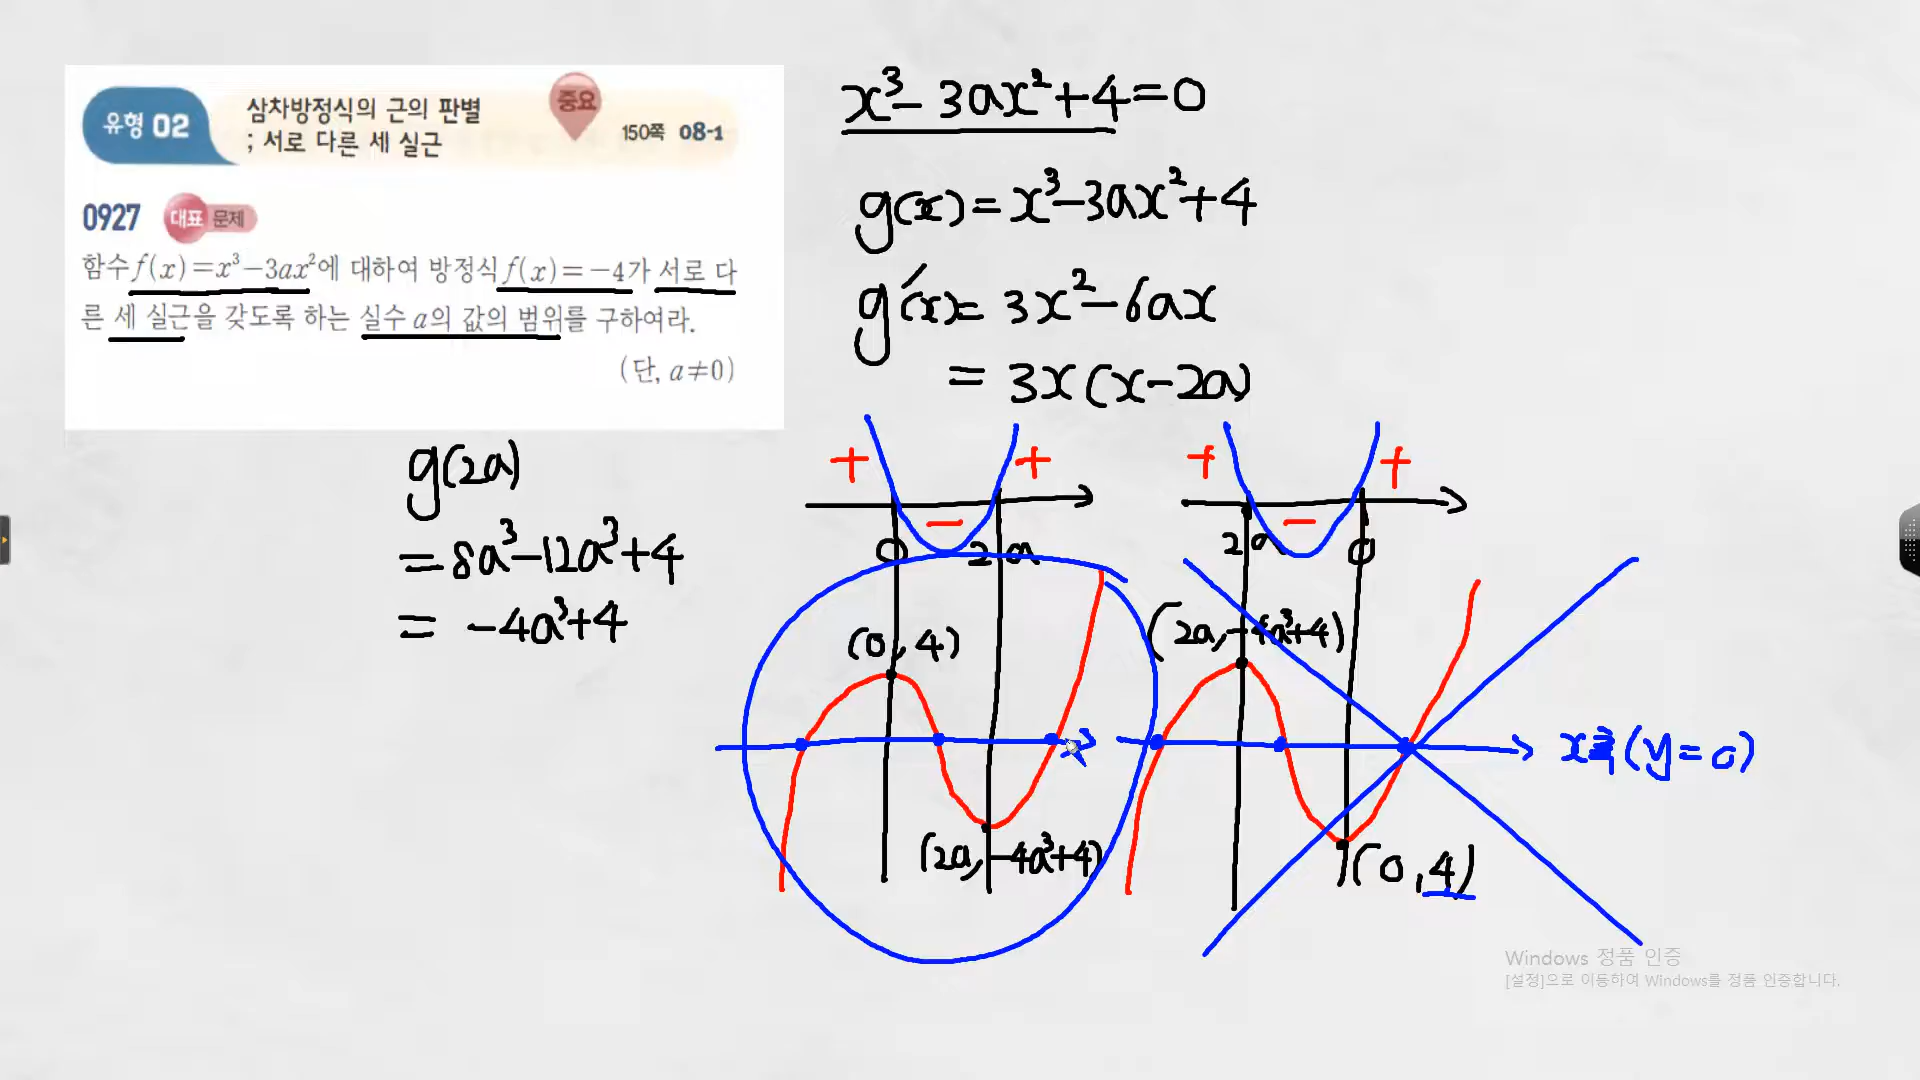 유형 02
삼차방정식의 근의 판별
; 서로 다른 세 실근
중요
150쪽 08-1
0927 대표 문제
함수 f(x)=x³-3ax²에 대하여 방정식 f(x)=-4가 서로 다
른 세 실근을 갖도록 하는 실수 a의 값의 범위를 구하여라.
(단, a≠0)
x³-3ax²+4=0
g(x)=x³-3ax²+4
g'(x)=3x²-6ax
=3x(x-2a)
g(2a)
=8a³-12a³+4
= -4a³+4
+ - +
0 2a
(0, 4)
(2a, -4a³+4)
+ - +
2a 0
(2a, -4a³+4)
(0, 4)
x축(y=0)
Windows 정품 인증
[설정]으로 이동하여 Windows를 정품 인증합니다.